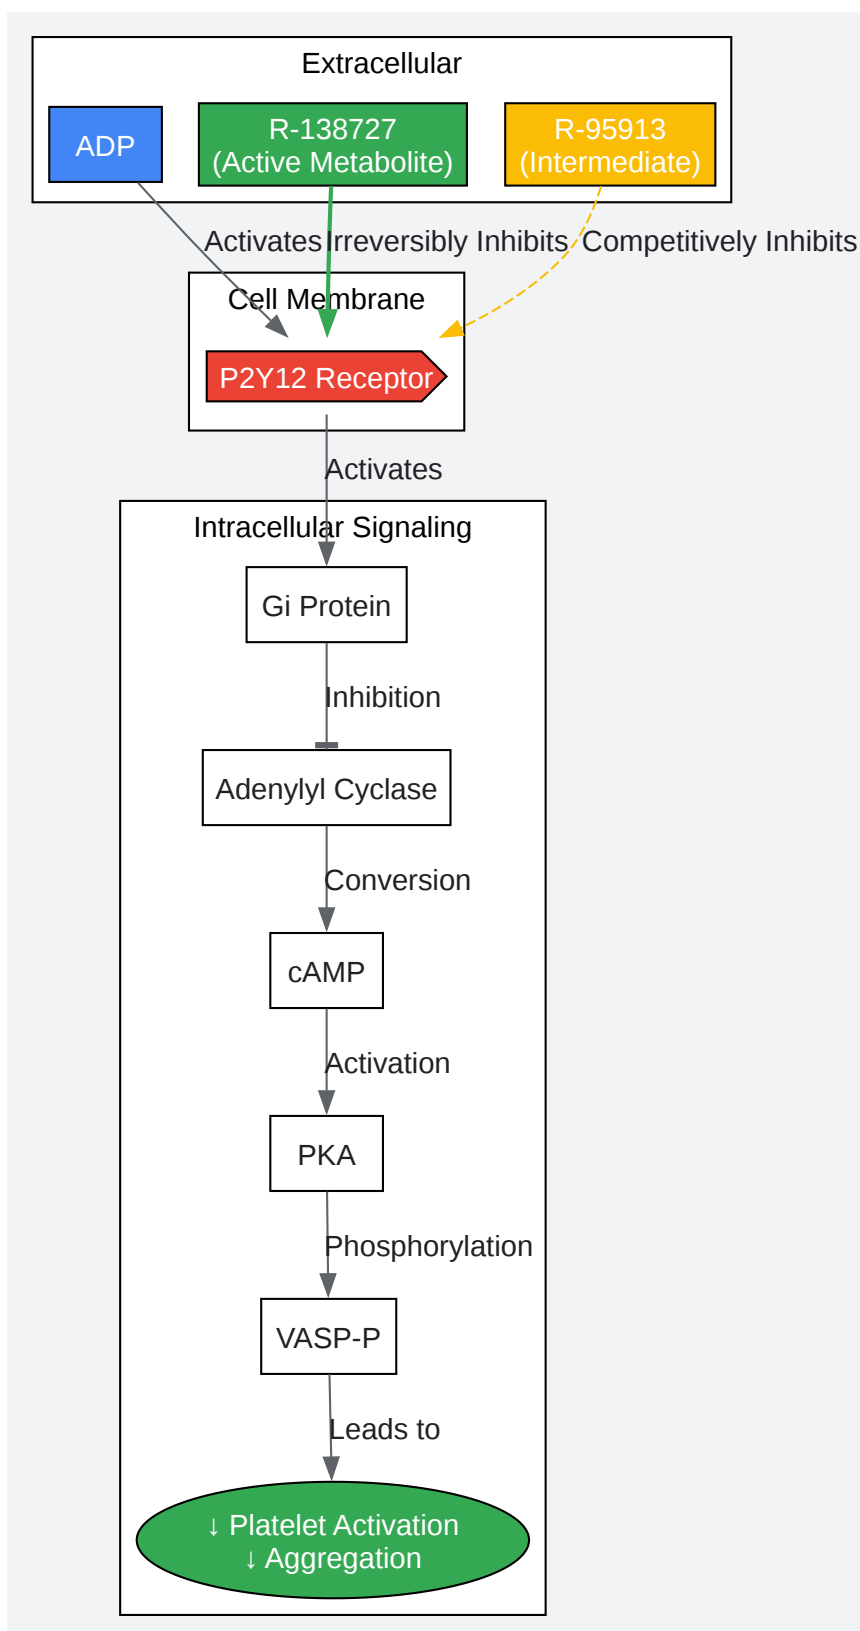 Extracellular
ADP
R-138727
(Active Metabolite)
R-95913
(Intermediate)
Activates
Irreversibly Inhibits
Competitively Inhibits
Cell Membrane
P2Y12 Receptor
Activates
Intracellular Signaling
Gi Protein
Inhibition
Adenylyl Cyclase
Conversion
cAMP
Activation
PKA
Phosphorylation
VASP-P
Leads to
↓ Platelet Activation
↓ Aggregation